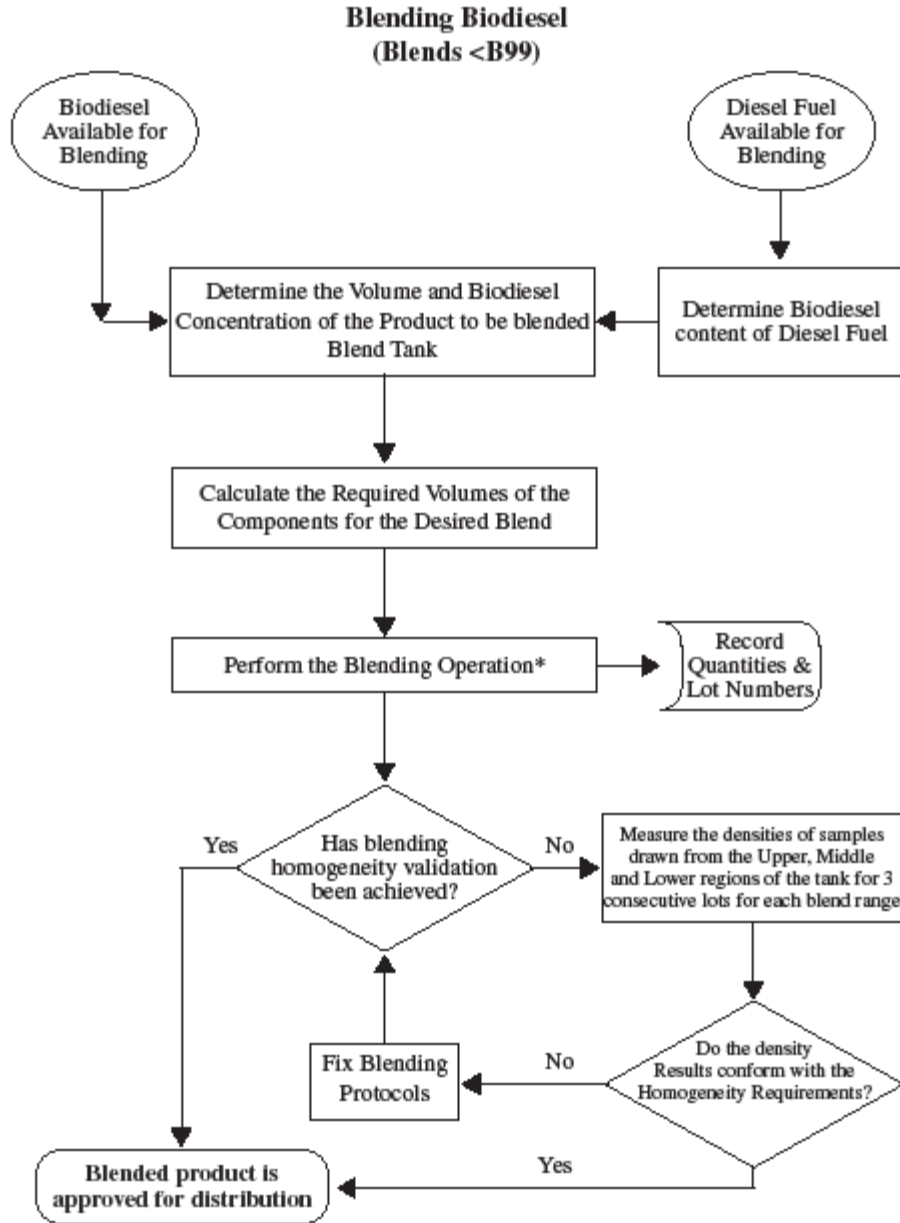 Blending Biodiesel
(Blends <B99)
Biodiesel
Available for
Blending
Diesel Fuel
Available for
Blending
Determine the Volume and Biodiesel
Concentration of the Product to be blended
Blend Tank
Determine Biodiesel
content of Diesel Fuel
Calculate the Required Volumes of the
Components for the Desired Blend
Perform the Blending Operation*
Record
Quantities &
Lot Numbers
Yes
Has blending
homogeneity validation
been achieved?
No
Measure the densities of samples
drawn from the Upper, Middle
and Lower regions of the tank for 3
consecutive lots for each blend range
Fix Blending
Protocols
No
Do the density
Results conform with the
Homogeneity Requirements?
Yes
Blended product is
approved for distribution